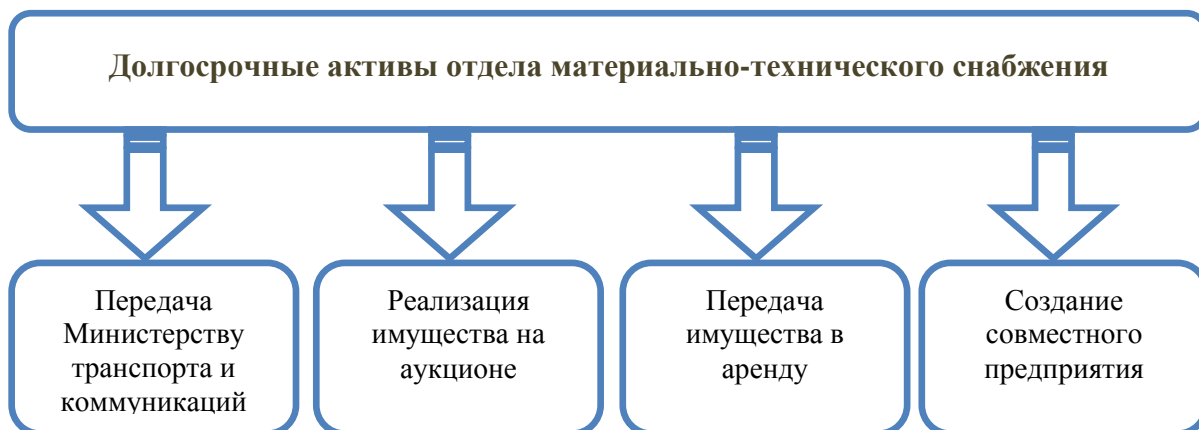 Долгосрочные активы отдела материально-технического снабжения
Передача
Министерству
транспорта и
коммуникаций
Реализация
имущества на
аукционе
Передача
имущества в
аренду
Создание
совместного
предприятия